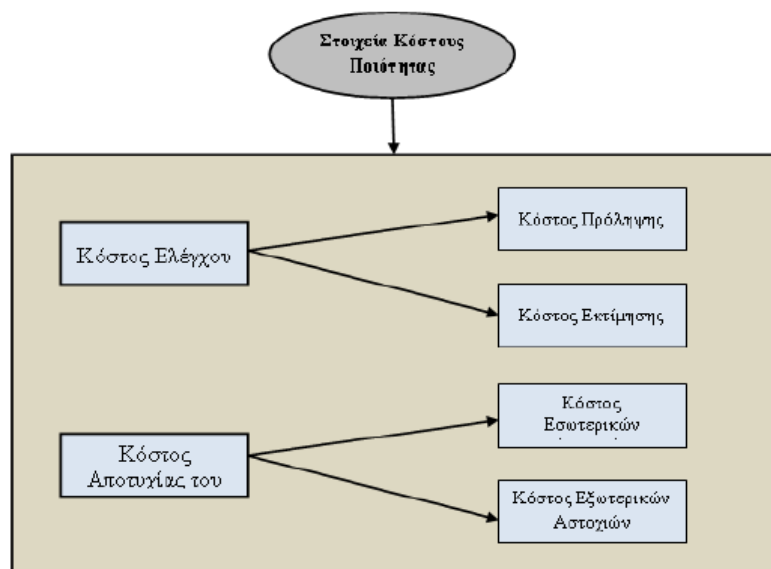 Στοιχεία Κόστους
Ποιότητας
Κόστος Ελέγχου
Κόστος Πρόληψης
Κόστος Εκτίμησης
Κόστος Αποτυχίας του
Κόστος
Εσωτερικών
Κόστος Εξωτερικών
Αστοχιών